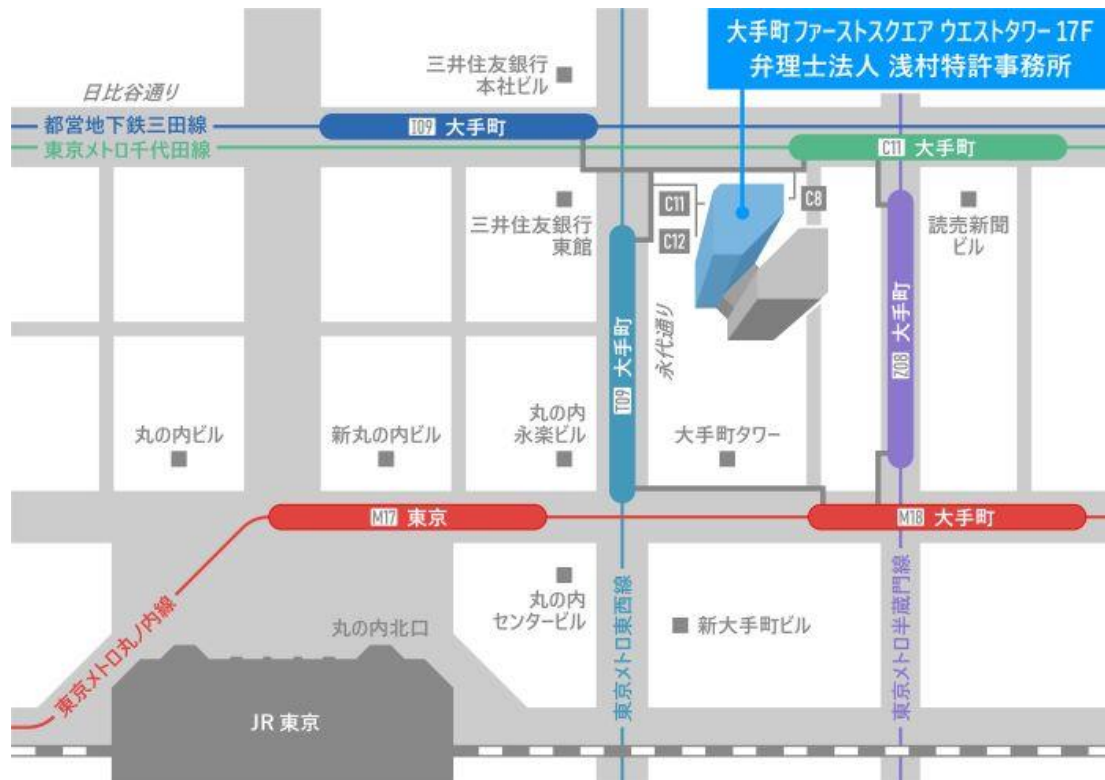 大手町ファーストスクエア ウエストタワー 17F
弁理士法人 浅村特許事務所
三井住友銀行
本社ビル
日比谷通り
都営地下鉄三田線
I09 大手町
東京メトロ千代田線
C11 大手町
C11
C8
C12
三井住友銀行
東館
読売新聞
ビル
T09 大手町
永代通り
Z08 大手町
丸の内ビル
新丸の内ビル
丸の内
永楽ビル
大手町タワー
M17 東京
M18 大手町
丸の内
センタービル
新大手町ビル
丸の内北口
東京メトロ丸ノ内線
東京メトロ東西線
東京メトロ半蔵門線
JR 東京